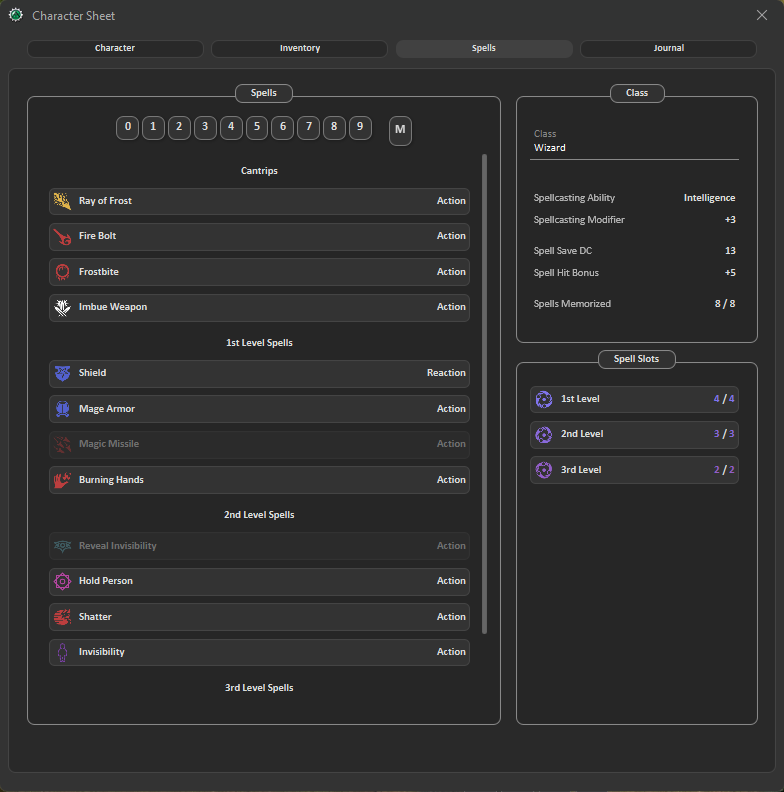 Character Sheet
Character Inventory Spells Journal
Spells
0 1 2 3 4 5 6 7 8 9 M
Cantrips
Ray of Frost Action
Fire Bolt Action
Frostbite Action
Imbue Weapon Action
1st Level Spells
Shield Reaction
Mage Armor Action
Magic Missile Action
Burning Hands Action
2nd Level Spells
Reveal Invisibility Action
Hold Person Action
Shatter Action
Invisibility Action
3rd Level Spells
Class
Class
Wizard
Spellcasting Ability Intelligence
Spellcasting Modifier +3
Spell Save DC 13
Spell Hit Bonus +5
Spells Memorized 8 / 8
Spell Slots
1st Level 4 / 4
2nd Level 3 / 3
3rd Level 2 / 2